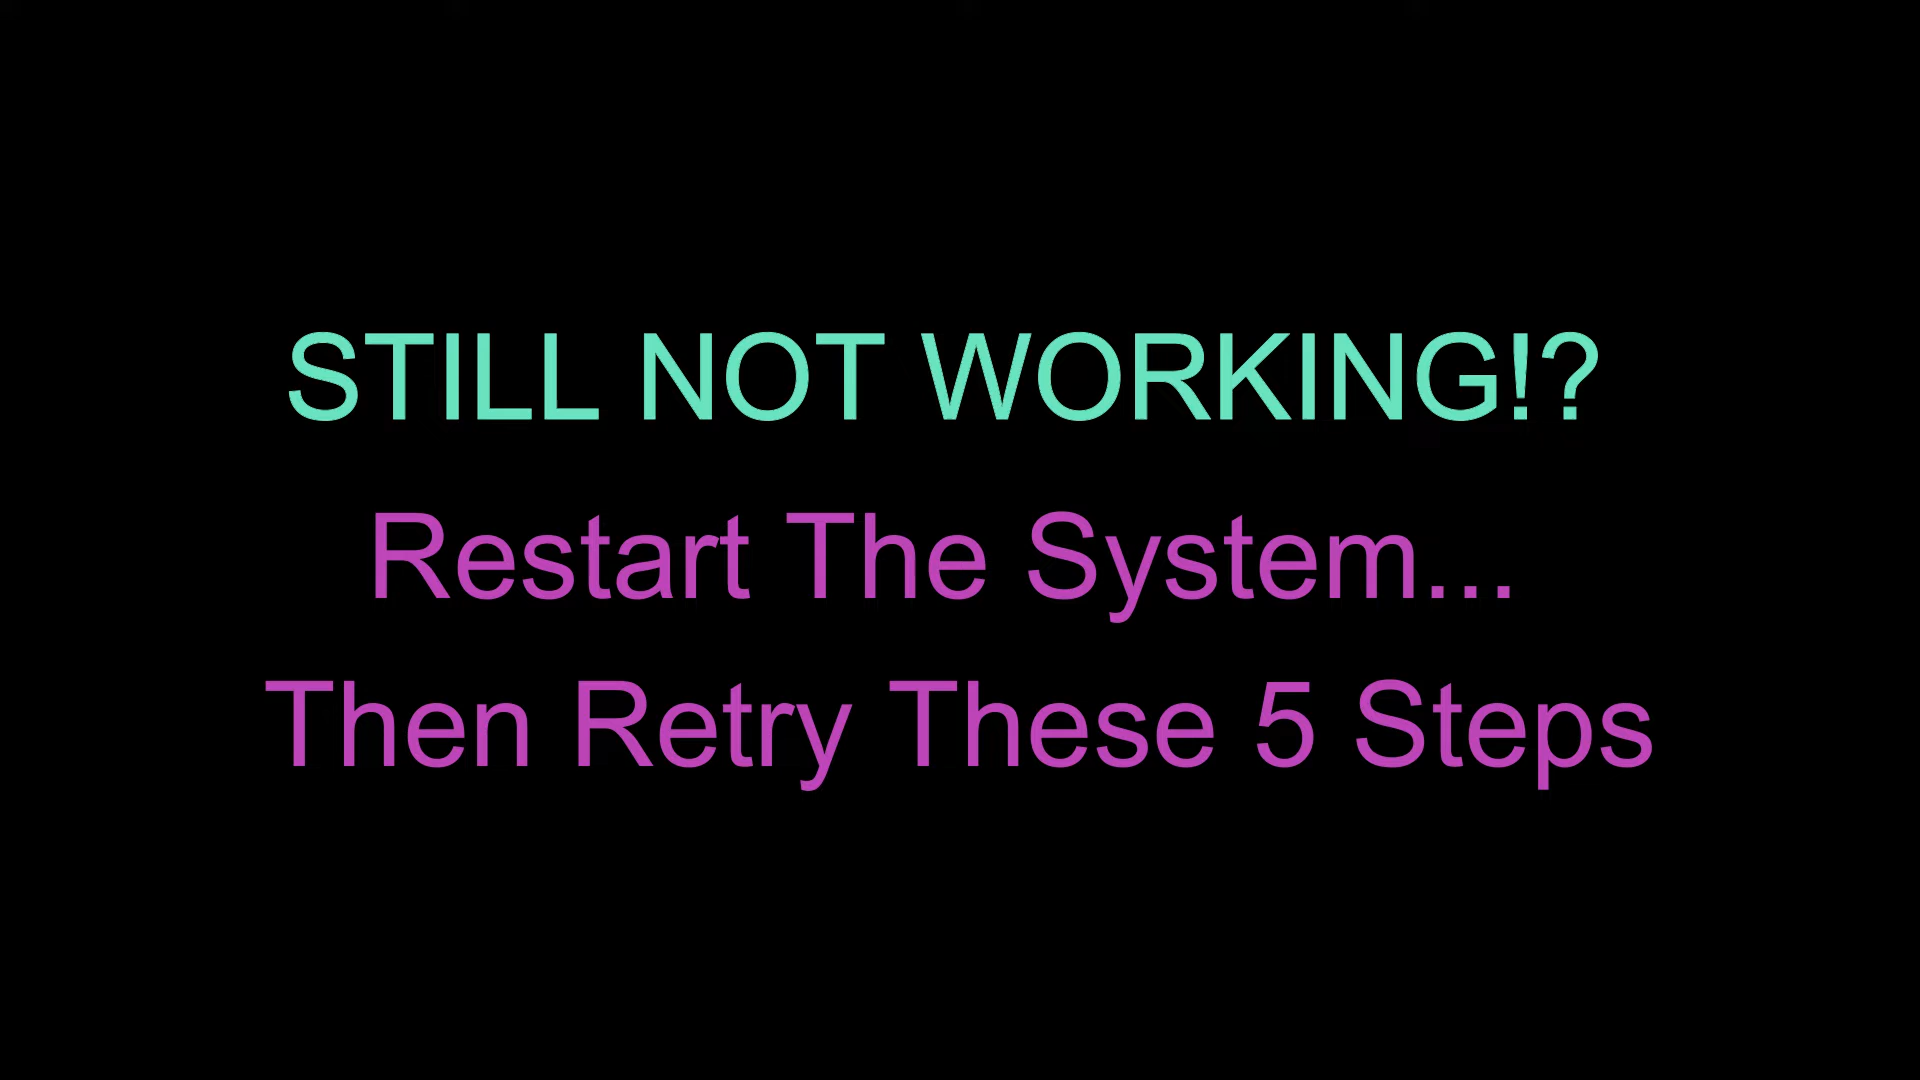 STILL NOT WORKING!?
Restart The System...
Then Retry These 5 Steps